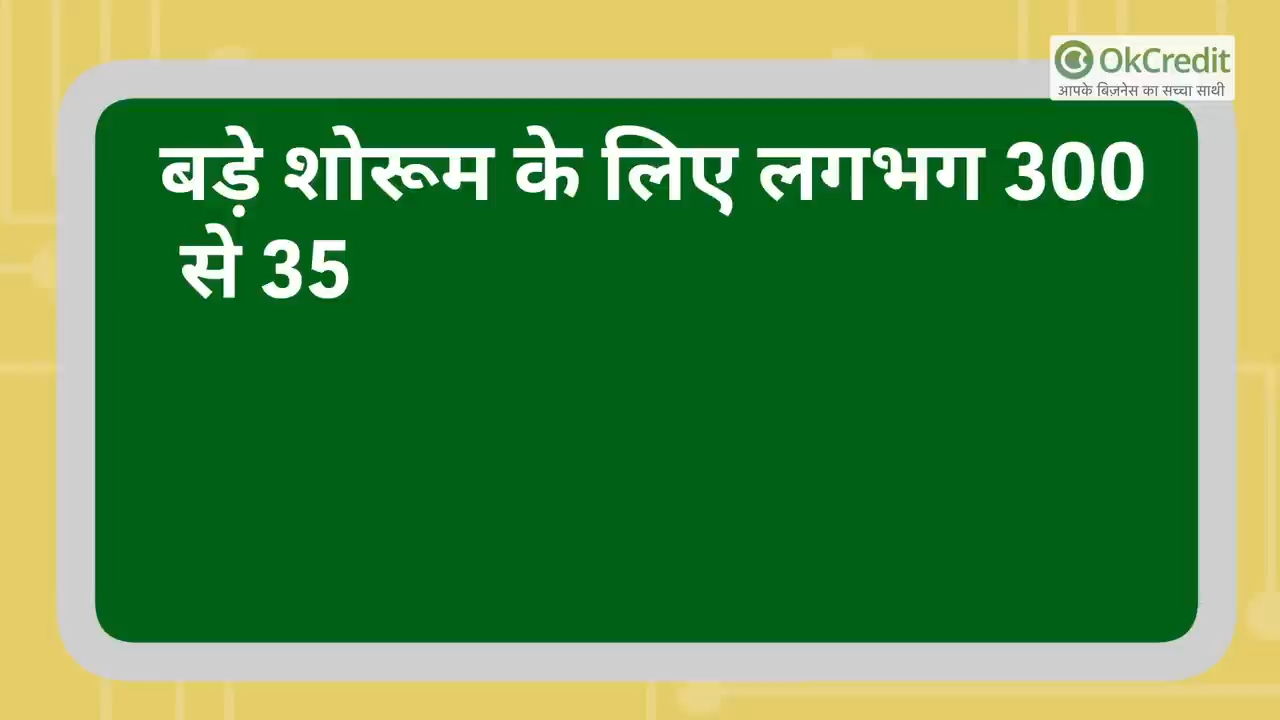 OkCredit
आपके बिज़नेस का सच्चा साथी
बड़े शोरूम के लिए लगभग 300
से 35